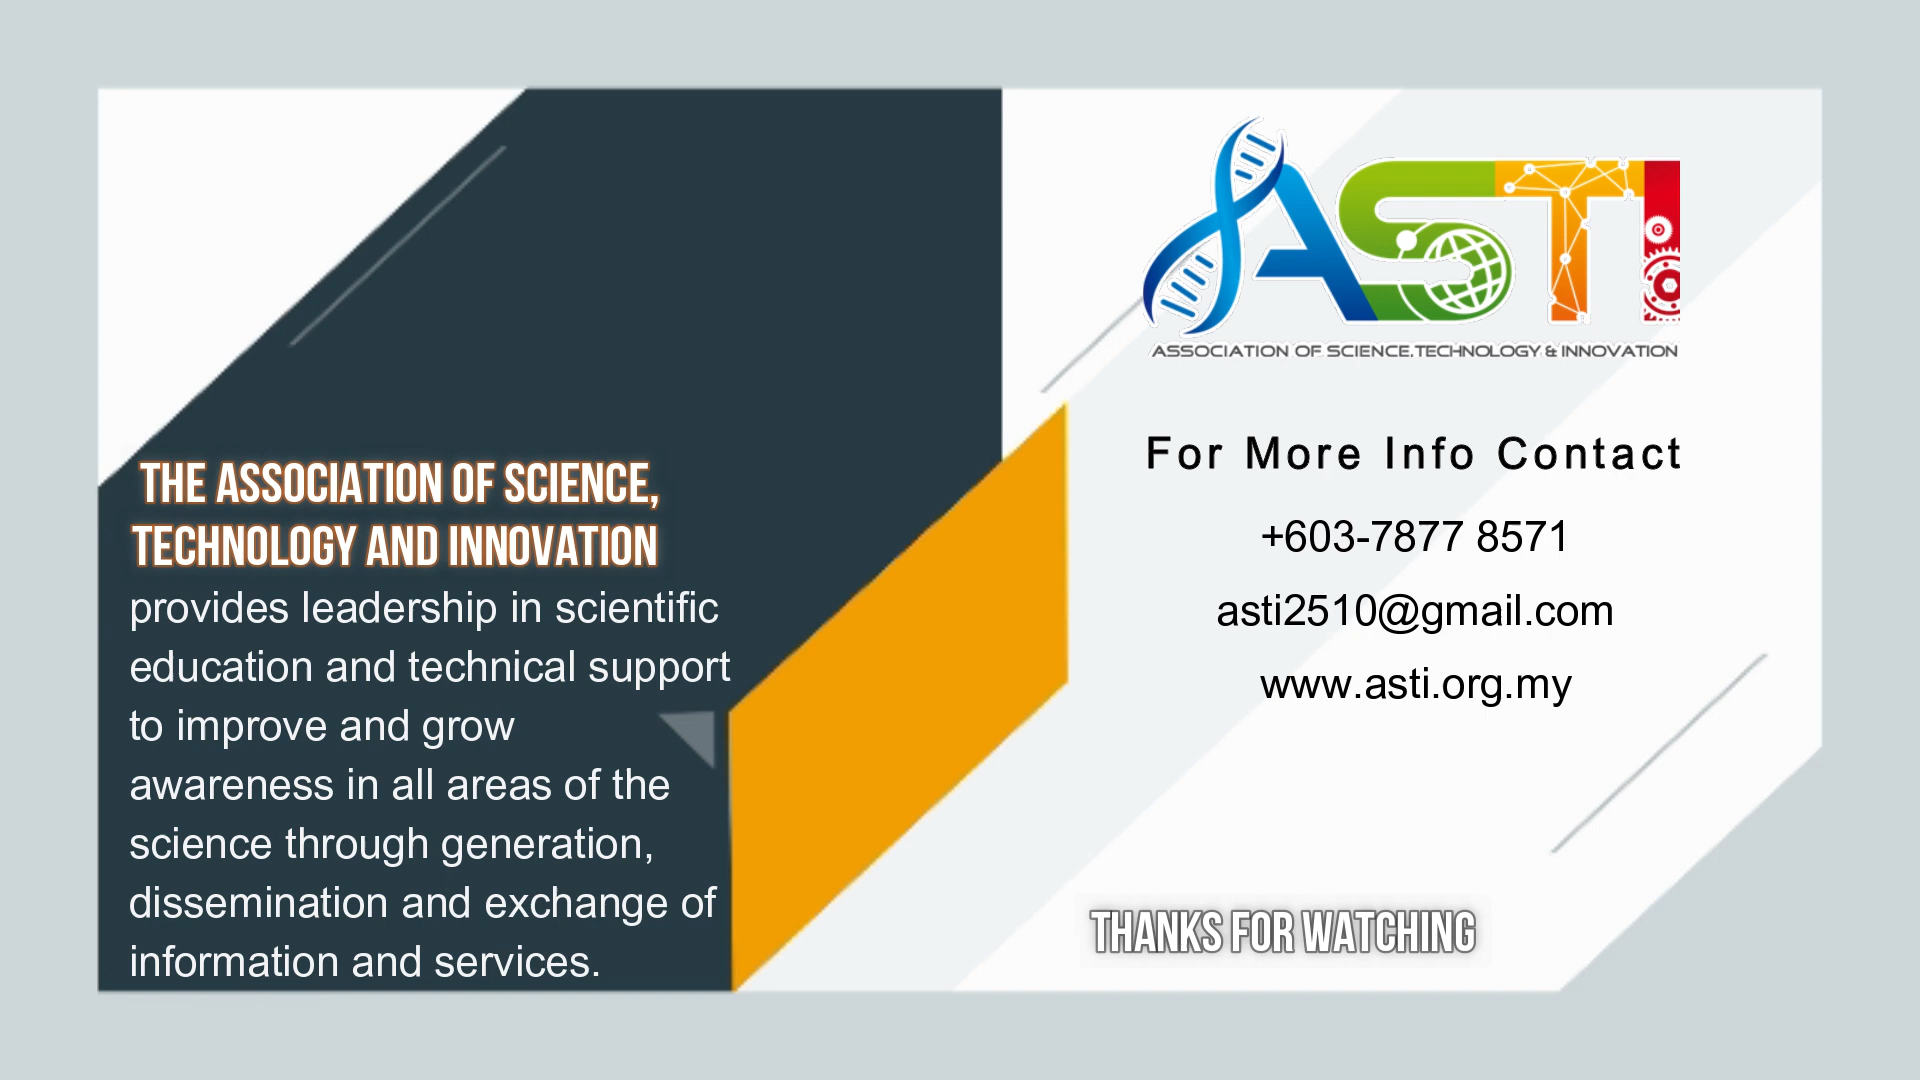 THE ASSOCIATION OF SCIENCE,
TECHNOLOGY AND INNOVATION
provides leadership in scientific
education and technical support
to improve and grow
awareness in all areas of the
science through generation,
dissemination and exchange of
information and services.
ASTI
ASSOCIATION OF SCIENCE.TECHNOLOGY & INNOVATION
For More Info Contact
+603-7877 8571
asti2510@gmail.com
www.asti.org.my
THANKS FOR WATCHING